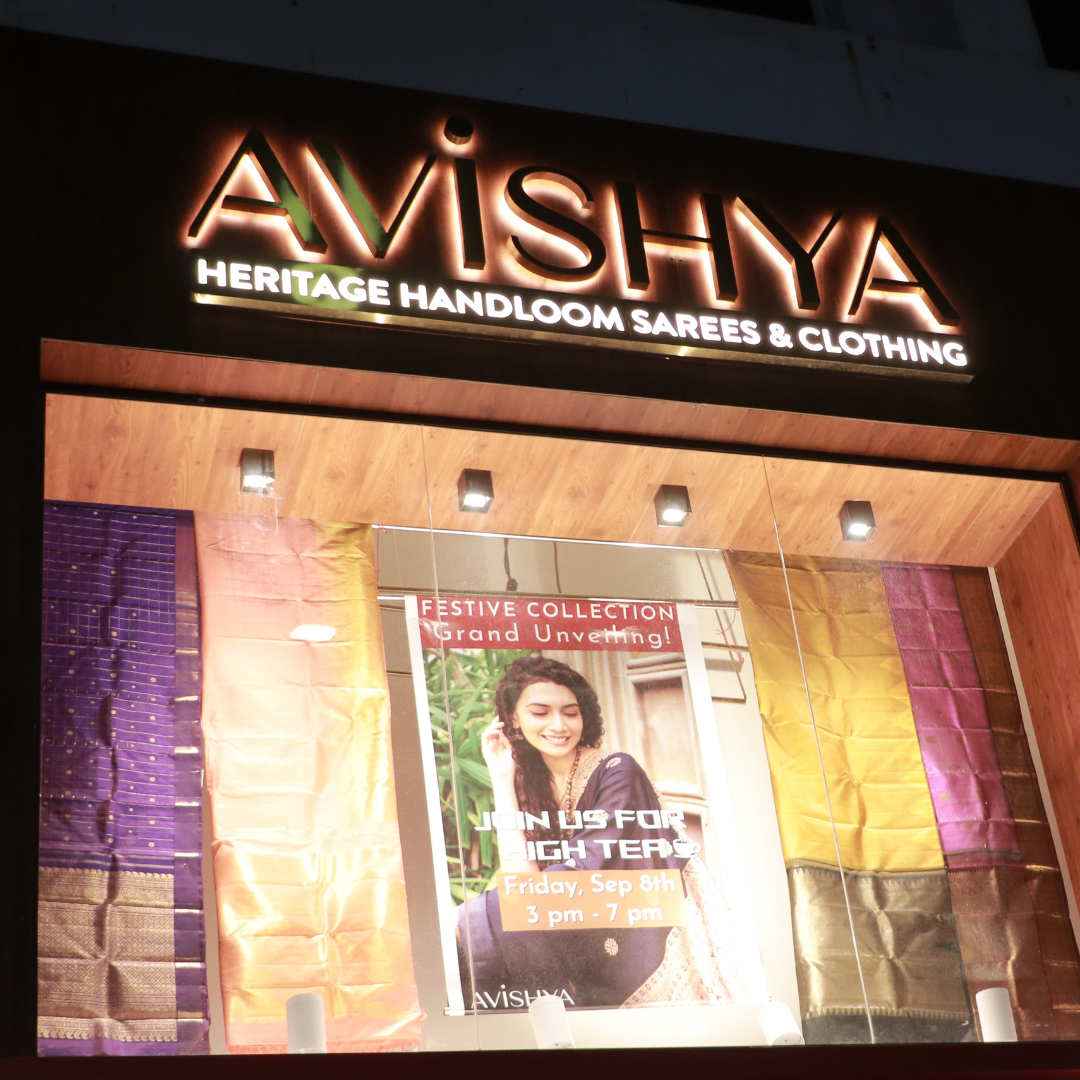 AViSHYA
HERITAGE HANDLOOM SAREES & CLOTHING
FESTIVE COLLECTION
Grand Unveiling!
JOIN US FOR
HIGH TEA
Friday, Sep 8th
3 pm - 7 pm
AViSHYA